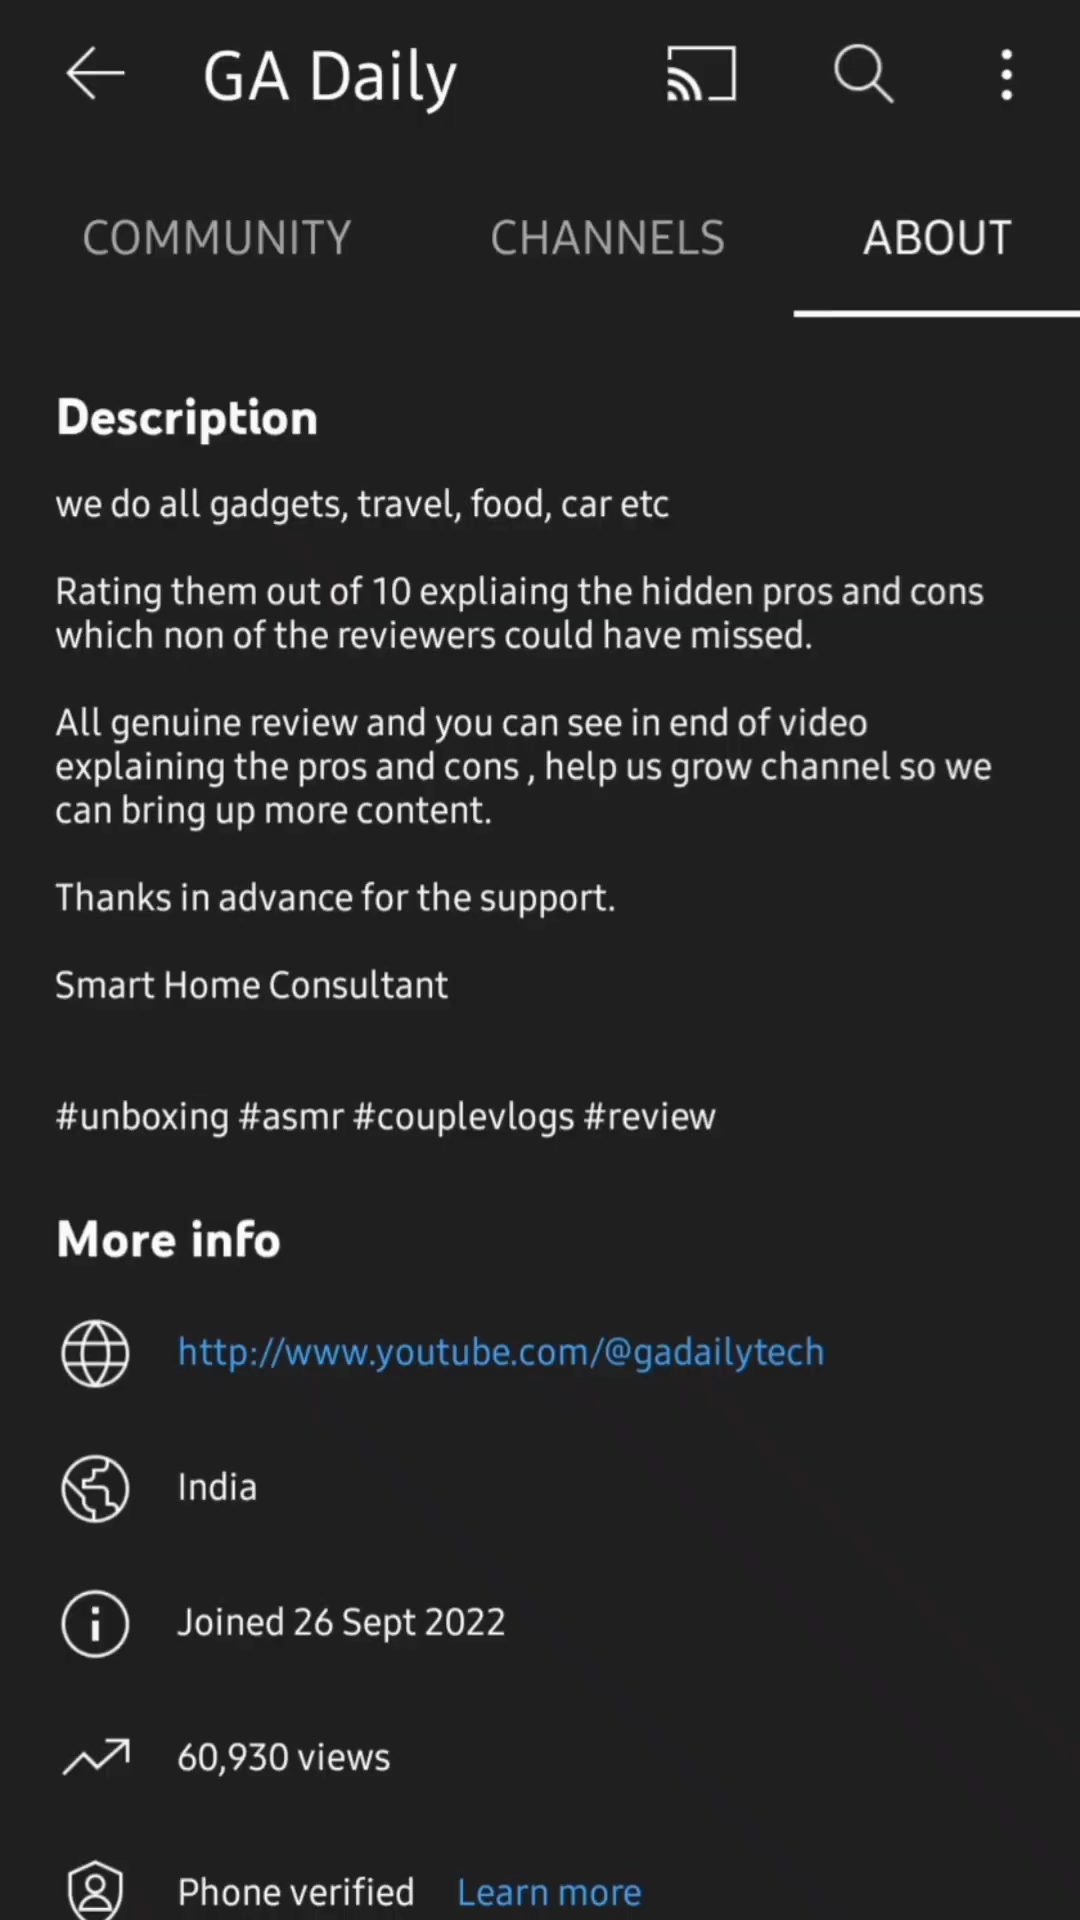 GA Daily
COMMUNITY CHANNELS ABOUT
Description
we do all gadgets, travel, food, car etc
Rating them out of 10 expliaing the hidden pros and cons
which non of the reviewers could have missed.
All genuine review and you can see in end of video
explaining the pros and cons , help us grow channel so we
can bring up more content.
Thanks in advance for the support.
Smart Home Consultant
#unboxing #asmr #couplevlogs #review
More info
http://www.youtube.com/@gadailytech
India
Joined 26 Sept 2022
60,930 views
Phone verified Learn more